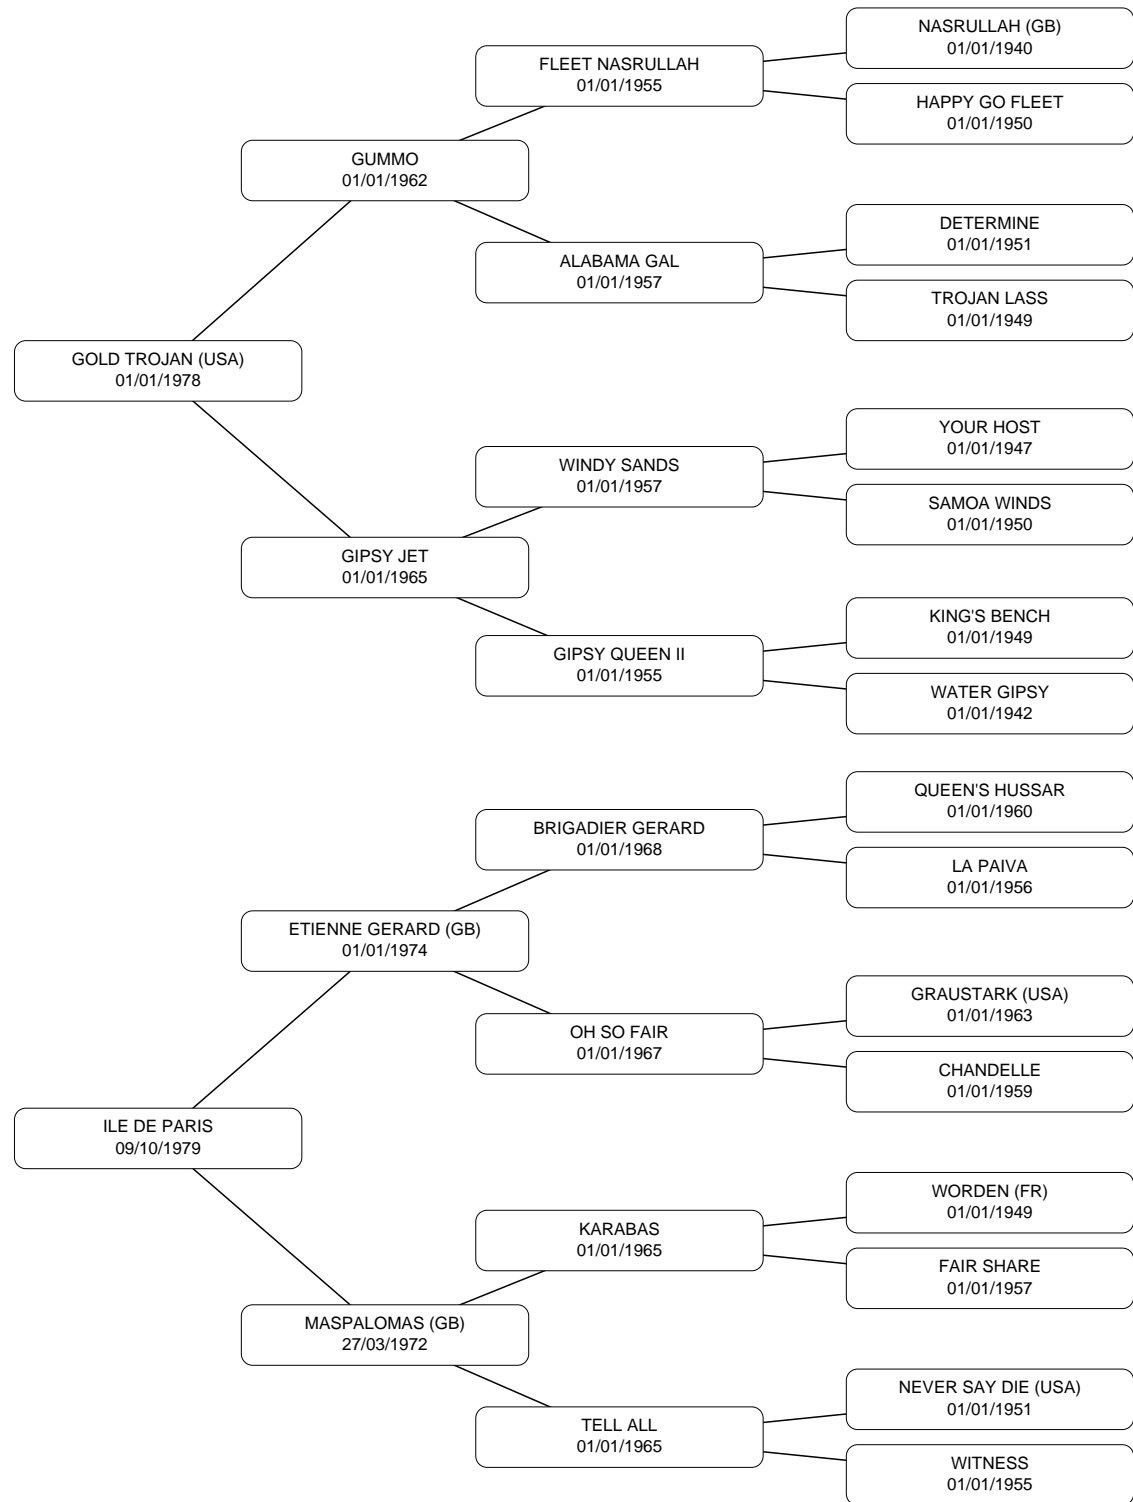 NASRULLAH (GB)
01/01/1940
FLEET NASRULLAH
01/01/1955
HAPPY GO FLEET
01/01/1950
GUMMO
01/01/1962
DETERMINE
01/01/1951
ALABAMA GAL
01/01/1957
TROJAN LASS
01/01/1949
GOLD TROJAN (USA)
01/01/1978
YOUR HOST
01/01/1947
WINDY SANDS
01/01/1957
SAMOA WINDS
01/01/1950
GIPSY JET
01/01/1965
KING'S BENCH
01/01/1949
GIPSY QUEEN II
01/01/1955
WATER GIPSY
01/01/1942
QUEEN'S HUSSAR
01/01/1960
BRIGADIER GERARD
01/01/1968
LA PAIVA
01/01/1956
ETIENNE GERARD (GB)
01/01/1974
GRAUSTARK (USA)
01/01/1963
OH SO FAIR
01/01/1967
CHANDELLE
01/01/1959
ILE DE PARIS
09/10/1979
WORDEN (FR)
01/01/1949
KARABAS
01/01/1965
FAIR SHARE
01/01/1957
MASPALOMAS (GB)
27/03/1972
NEVER SAY DIE (USA)
01/01/1951
TELL ALL
01/01/1965
WITNESS
01/01/1955